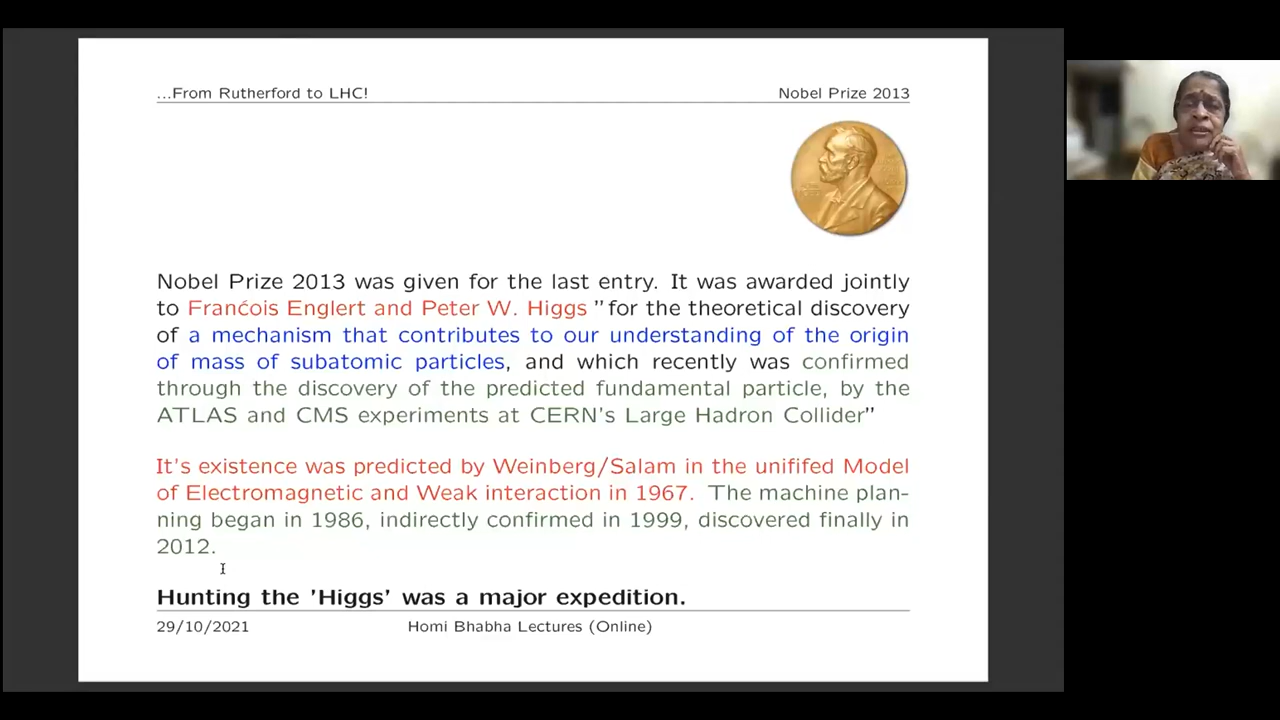 ...From Rutherford to LHC!
Nobel Prize 2013
Nobel Prize 2013 was given for the last entry. It was awarded jointly
to Franćois Englert and Peter W. Higgs ”for the theoretical discovery
of a mechanism that contributes to our understanding of the origin
of mass of subatomic particles, and which recently was confirmed
through the discovery of the predicted fundamental particle, by the
ATLAS and CMS experiments at CERN's Large Hadron Collider”
It's existence was predicted by Weinberg/Salam in the unififed Model
of Electromagnetic and Weak interaction in 1967. The machine plan-
ning began in 1986, indirectly confirmed in 1999, discovered finally in
2012.
Hunting the 'Higgs' was a major expedition.
29/10/2021
Homi Bhabha Lectures (Online)